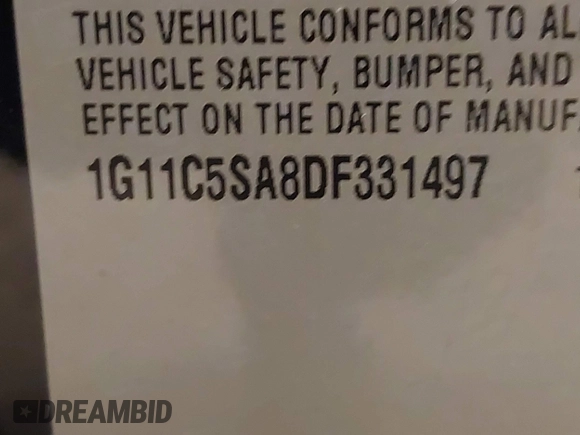 THIS VEHICLE CONFORMS TO AL
VEHICLE SAFETY, BUMPER, AND
EFFECT ON THE DATE OF MANUF
1G11C5SA8DF331497
DREAMBID